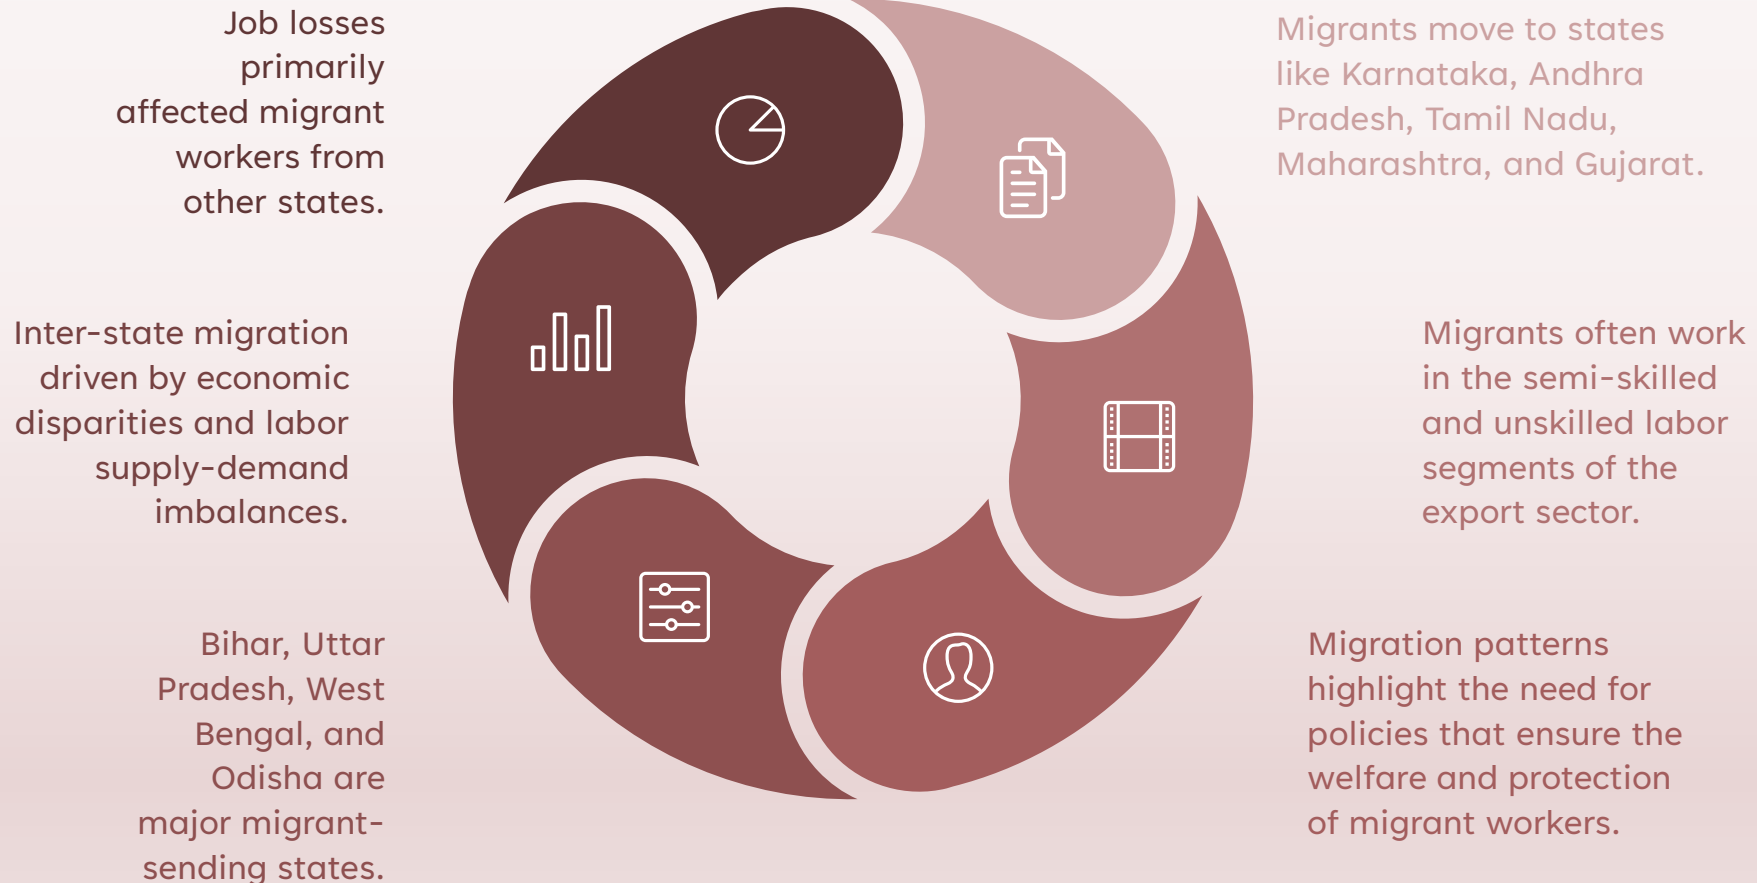 Job losses
primarily
affected migrant
workers from
other states.
Inter-state migration
driven by economic
disparities and labor
supply-demand
imbalances.
Bihar, Uttar
Pradesh, West
Bengal, and
Odisha are
major migrant-
sending states.
Migrants move to states
like Karnataka, Andhra
Pradesh, Tamil Nadu,
Maharashtra, and Gujarat.
Migrants often work
in the semi-skilled
and unskilled labor
segments of the
export sector.
Migration patterns
highlight the need for
policies that ensure the
welfare and protection
of migrant workers.